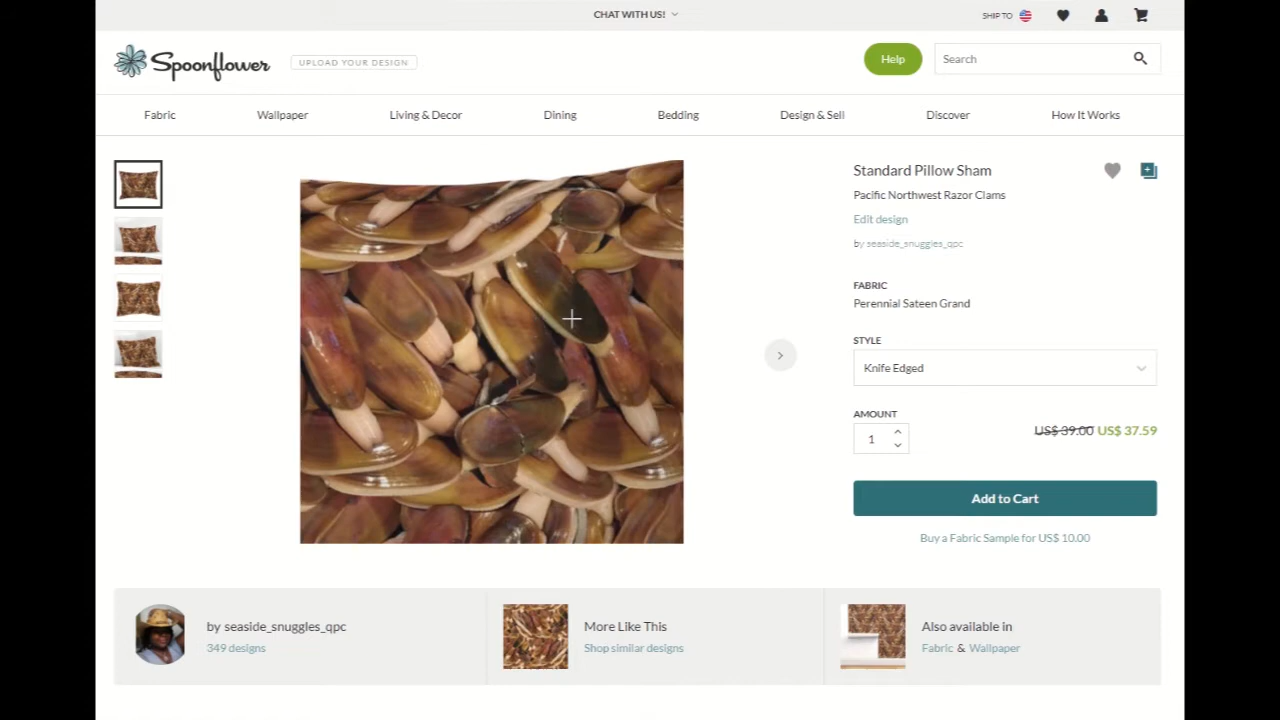 CHAT WITH US!
SHIP TO
Spoonflower
UPLOAD YOUR DESIGN
Help
Search
Fabric
Wallpaper
Living & Decor
Dining
Bedding
Design & Sell
Discover
How It Works
Standard Pillow Sham
Pacific Northwest Razor Clams
Edit design
by seaside_snuggles_qpc
FABRIC
Perennial Sateen Grand
STYLE
Knife Edged
AMOUNT
1
US$ 39.00 US$ 37.59
Add to Cart
Buy a Fabric Sample for US$ 10.00
by seaside_snuggles_qpc
349 designs
More Like This
Shop similar designs
Also available in
Fabric & Wallpaper